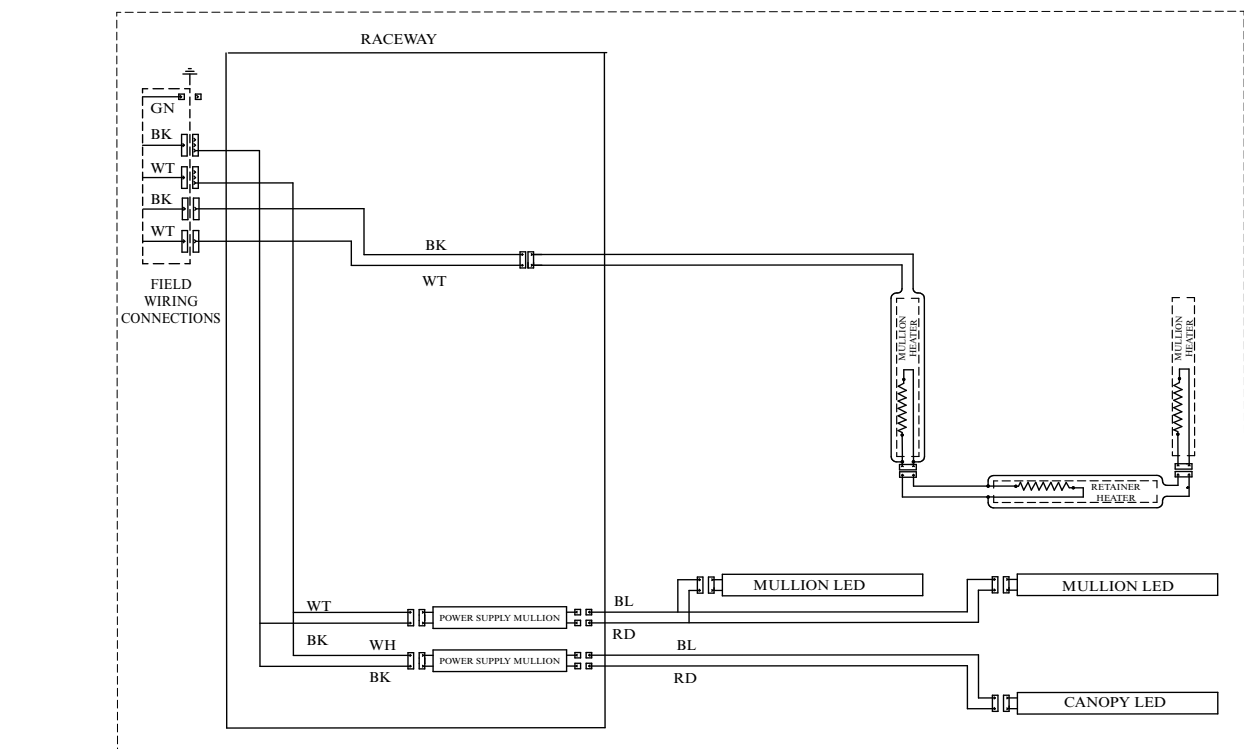 RACEWAY
GN
BK
WT
BK
WT
FIELD
WIRING
CONNECTIONS
BK
WT
MULLION
HEATER
MULLION
HEATER
RETAINER
HEATER
MULLION LED
MULLION LED
WT
POWER SUPPLY MULLION
BL
RD
BK
WH
POWER SUPPLY MULLION
BL
BK
RD
CANOPY LED